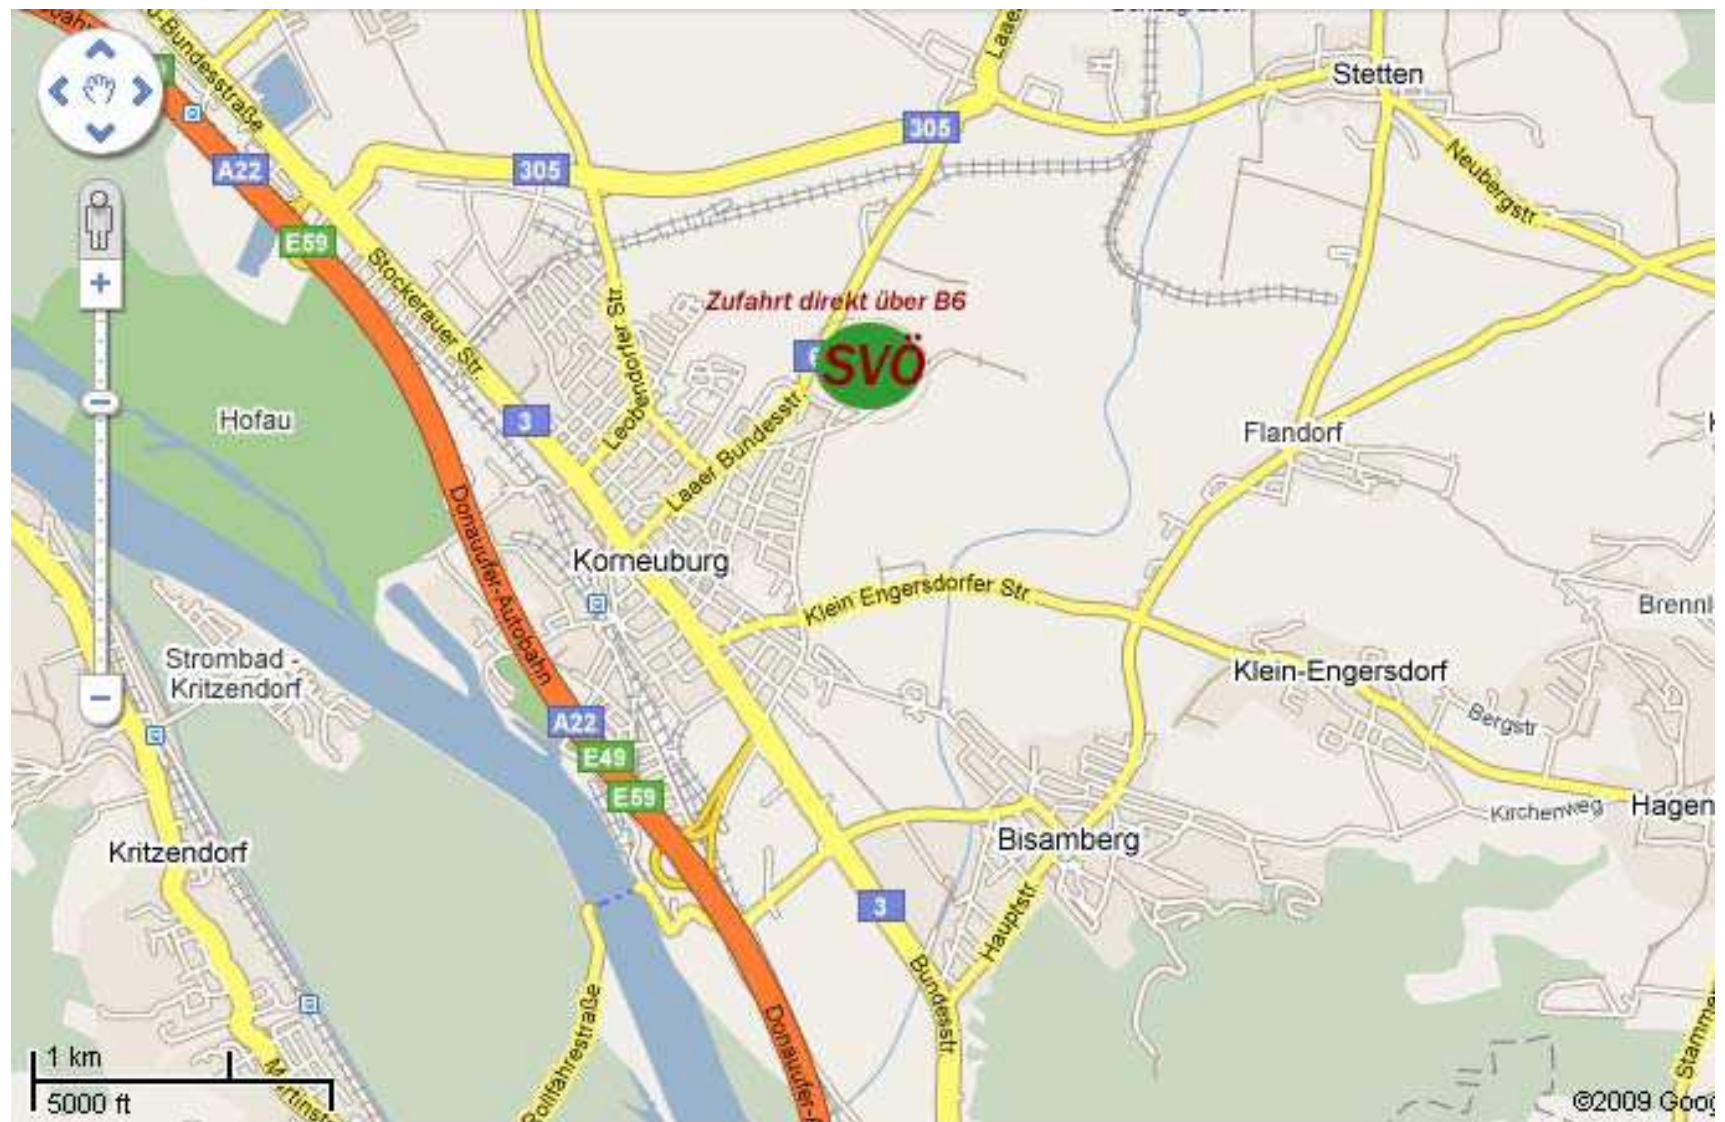 Stetten
305
A22
305
Neubergstr.
E59
Stockerauer Str.
Leobendorfer Str
Zufahrt direkt über B6
6
SVÖ
Hofau
3
Laaer Bundesstr.
Flandorf
Donauufer-Autobahn
Korneuburg
Klein Engersdorfer Str.
Strombad -
Kritzendorf
Klein-Engersdorf
Bergstr
A22
E49
E59
Kirchenweg
Hagen
Kritzendorf
Bisamberg
3
Hauptstr.
Bundesstr.
Rollfährestraße
Donauufer-
1 km
5000 ft
©2009 Goog